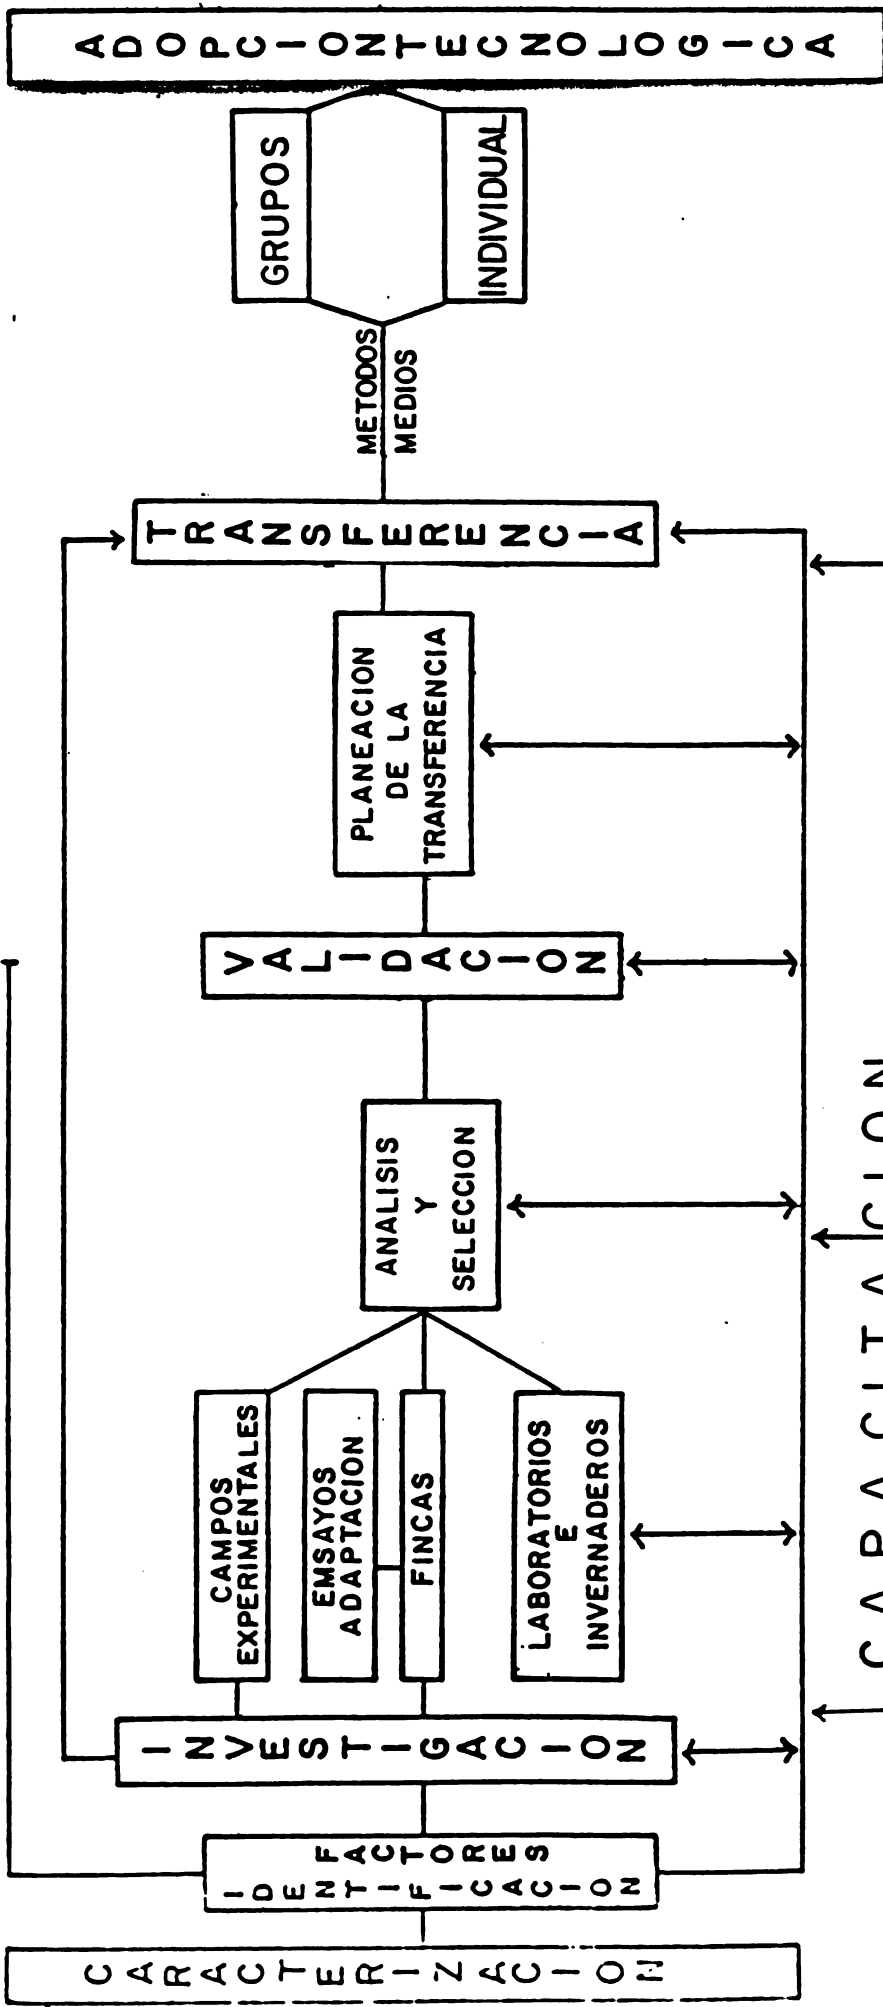 CARACTERIZACION
IDENTIFICACION
FACTORES
INVESTIGACION
CAMPOS
EXPERIMENTALES
EMSAYOS
ADAPTACION
FINCAS
LABORATORIOS
E
INVERNADEROS
ANALISIS
Y
SELECCION
VALIDACION
PLANEACION
DE LA
TRANSFERENCIA
TRANSFERENCIA
METODOS
MEDIOS
GRUPOS
INDIVIDUAL
ADOPCION TECNOLOGICA
CAPACITACION